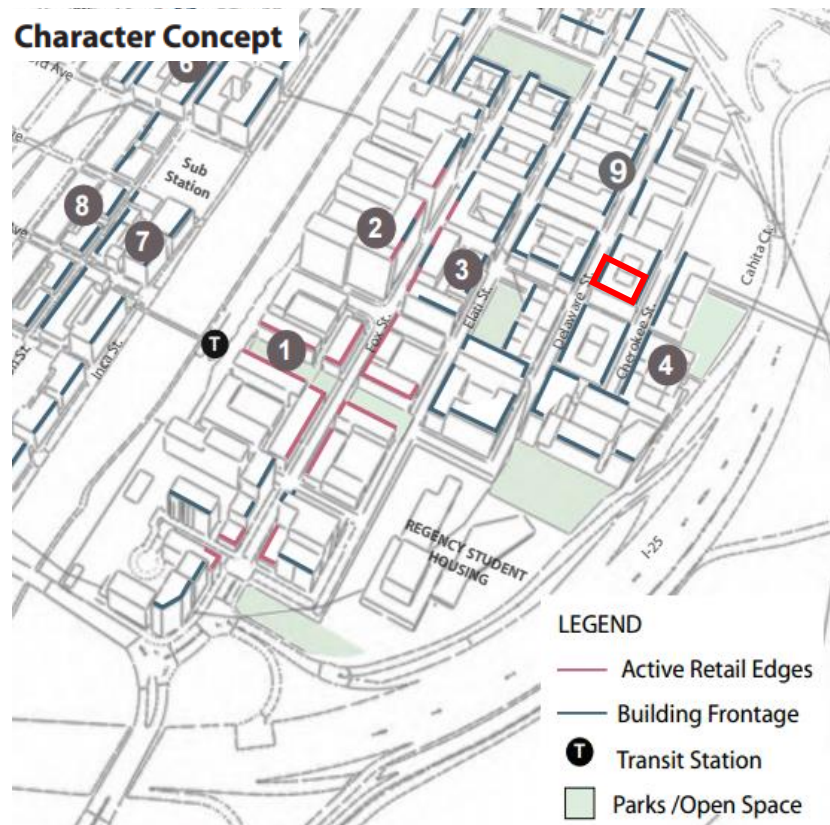 Character Concept
6
Sub
Station
8
7
2
9
3
Elati St.
Delaware St.
Cherokee St.
Cahita Ct.
T
1
Fox St.
Inca St.
4
REGENCY STUDENT
HOUSING
I-25
LEGEND
Active Retail Edges
Building Frontage
T
Transit Station
Parks /Open Space